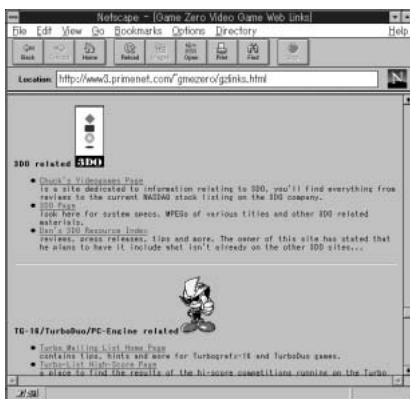 Netscape - [Game Zero Video Game Web Links]
File Edit View Go Bookmarks Options Directory Help
Back Home Reload Open Print Find
Location: http://www3.primenet.com/~gmezero/gzlinks.html
N
3DO related 3DO
Chuck's Videogames Page
is a site dedicated to information relating to 3DO, you'll find everything from
reviews to the current NASDAQ stock listing on the 3DO company.
3DO Page
look here for system specs, MPEGs of various titles and other 3DO related
materials.
Dan's 3DO Resource Index
reviews, press releases, tips and more. The owner of this site has stated that
he plans to have it include what isn't already on the other 3DO sites...
TG-16/TurboDuo/PC-Engine related
Turbo Mailing List Home Page
contains tips, hints and more for Turbografx-16 and TurboDuo games.
Turbo-List High-Score Page
a place to find the results of the hi-score competitions running on the Turbo